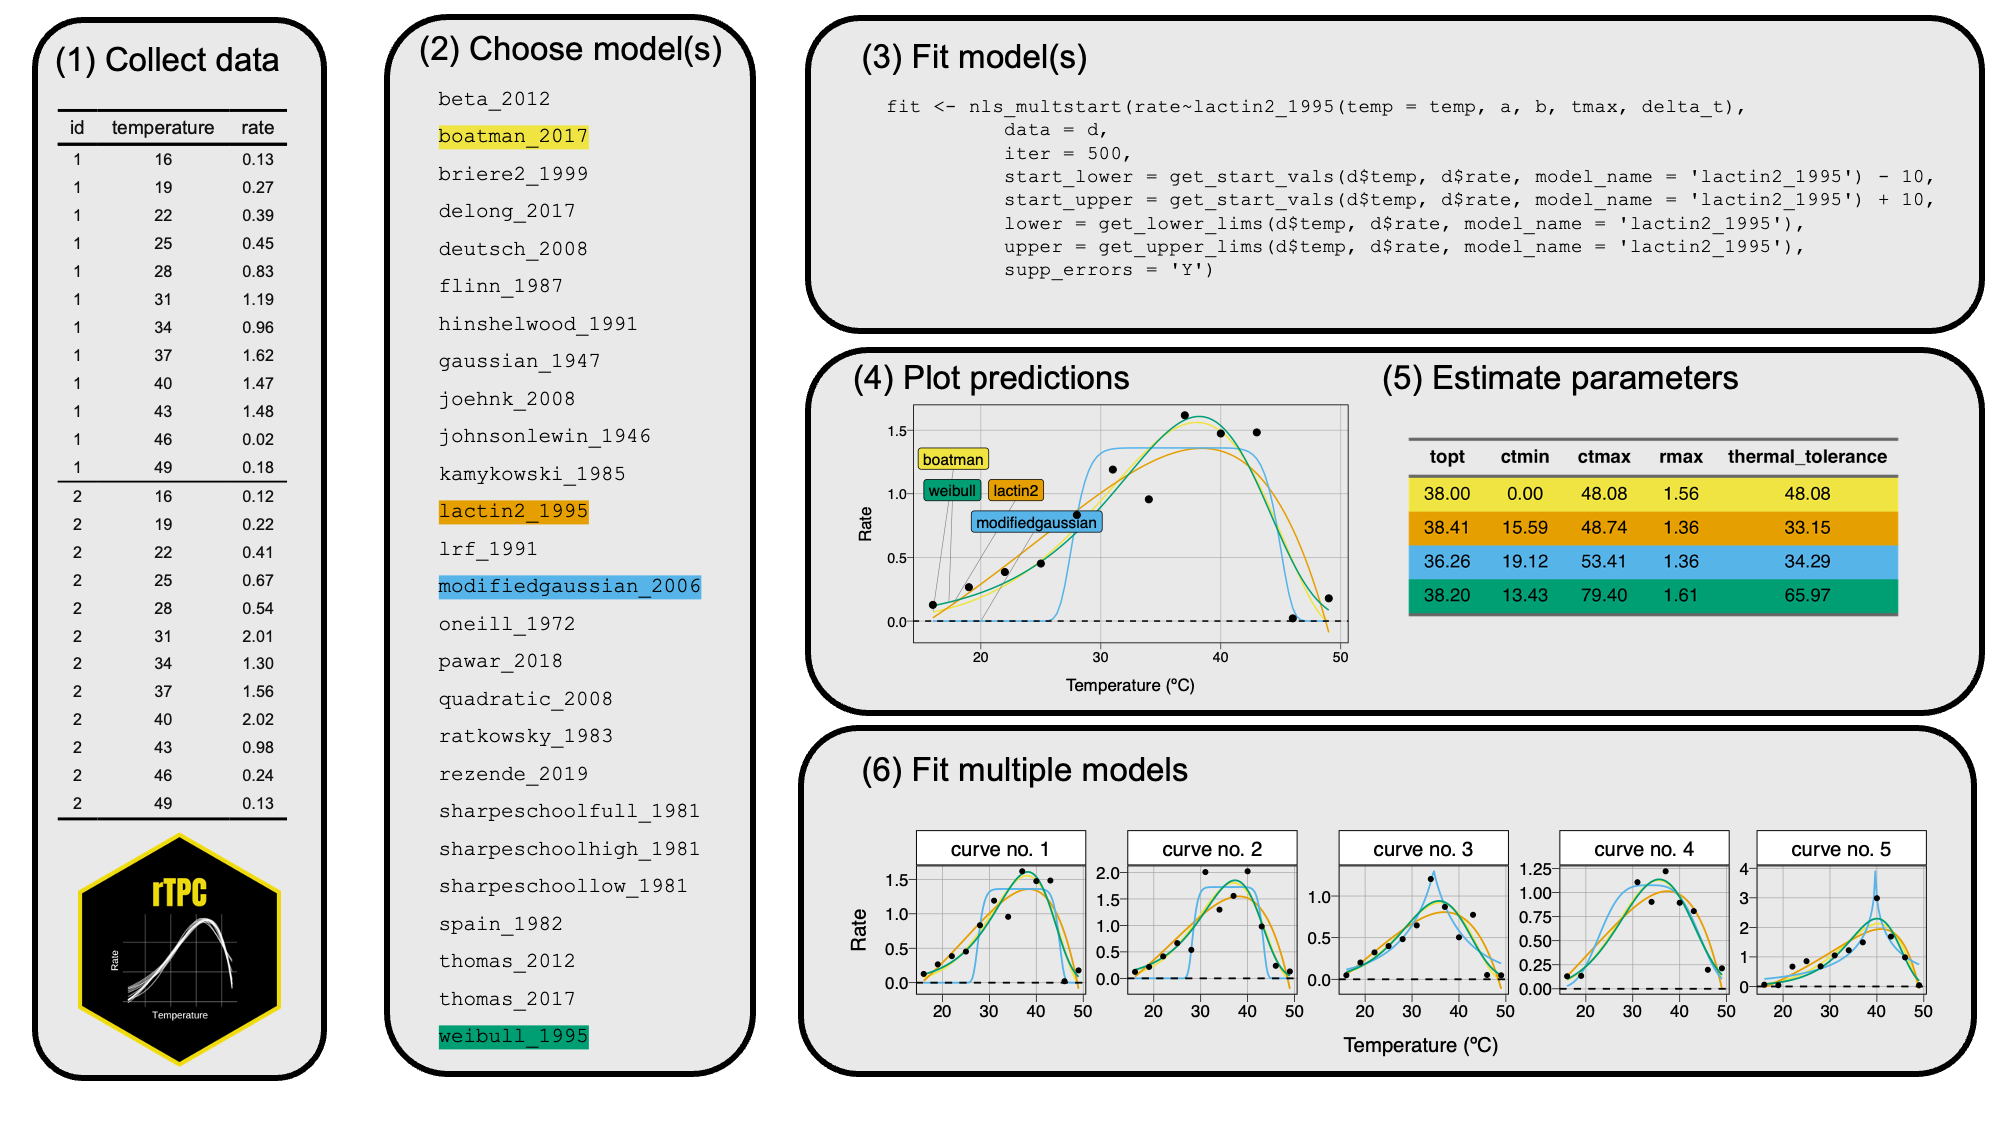 (1) Collect data
id temperature rate
1 16 0.13
1 19 0.27
1 22 0.39
1 25 0.45
1 28 0.83
1 31 1.19
1 34 0.96
1 37 1.62
1 40 1.47
1 43 1.48
1 46 0.02
1 49 0.18
2 16 0.12
2 19 0.22
2 22 0.41
2 25 0.67
2 28 0.54
2 31 2.01
2 34 1.30
2 37 1.56
2 40 2.02
2 43 0.98
2 46 0.24
2 49 0.13
rTPC
Rate
Temperature
(2) Choose model(s)
beta_2012
boatman_2017
briere2_1999
delong_2017
deutsch_2008
flinn_1987
hinshelwood_1991
gaussian_1947
joehnk_2008
johnsonlewin_1946
kamykowski_1985
lactin2_1995
lrf_1991
modifiedgaussian_2006
oneill_1972
pawar_2018
quadratic_2008
ratkowsky_1983
rezende_2019
sharpeschoolfull_1981
sharpeschoolhigh_1981
sharpeschoollow_1981
spain_1982
thomas_2012
thomas_2017
weibull_1995
(3) Fit model(s)
fit <- nls_multstart(rate~lactin2_1995(temp = temp, a, b, tmax, delta_t),
data = d,
iter = 500,
start_lower = get_start_vals(d$temp, d$rate, model_name = 'lactin2_1995') - 10,
start_upper = get_start_vals(d$temp, d$rate, model_name = 'lactin2_1995') + 10,
lower = get_lower_lims(d$temp, d$rate, model_name = 'lactin2_1995'),
upper = get_upper_lims(d$temp, d$rate, model_name = 'lactin2_1995'),
supp_errors = 'Y')
(4) Plot predictions
1.5
1.0
0.5
0.0
Rate
boatman
weibull lactin2
modifiedgaussian
20 30 40 50
Temperature (ºC)
(5) Estimate parameters
topt ctmin ctmax rmax thermal_tolerance
38.00 0.00 48.08 1.56 48.08
38.41 15.59 48.74 1.36 33.15
36.26 19.12 53.41 1.36 34.29
38.20 13.43 79.40 1.61 65.97
(6) Fit multiple models
Rate
curve no. 1
1.5
1.0
0.5
0.0
20 30 40 50
curve no. 2
2.0
1.5
1.0
0.5
0.0
20 30 40 50
curve no. 3
1.0
0.5
0.0
20 30 40 50
curve no. 4
1.25
1.00
0.75
0.50
0.25
0.00
20 30 40 50
curve no. 5
4
3
2
1
0
20 30 40 50
Temperature (ºC)